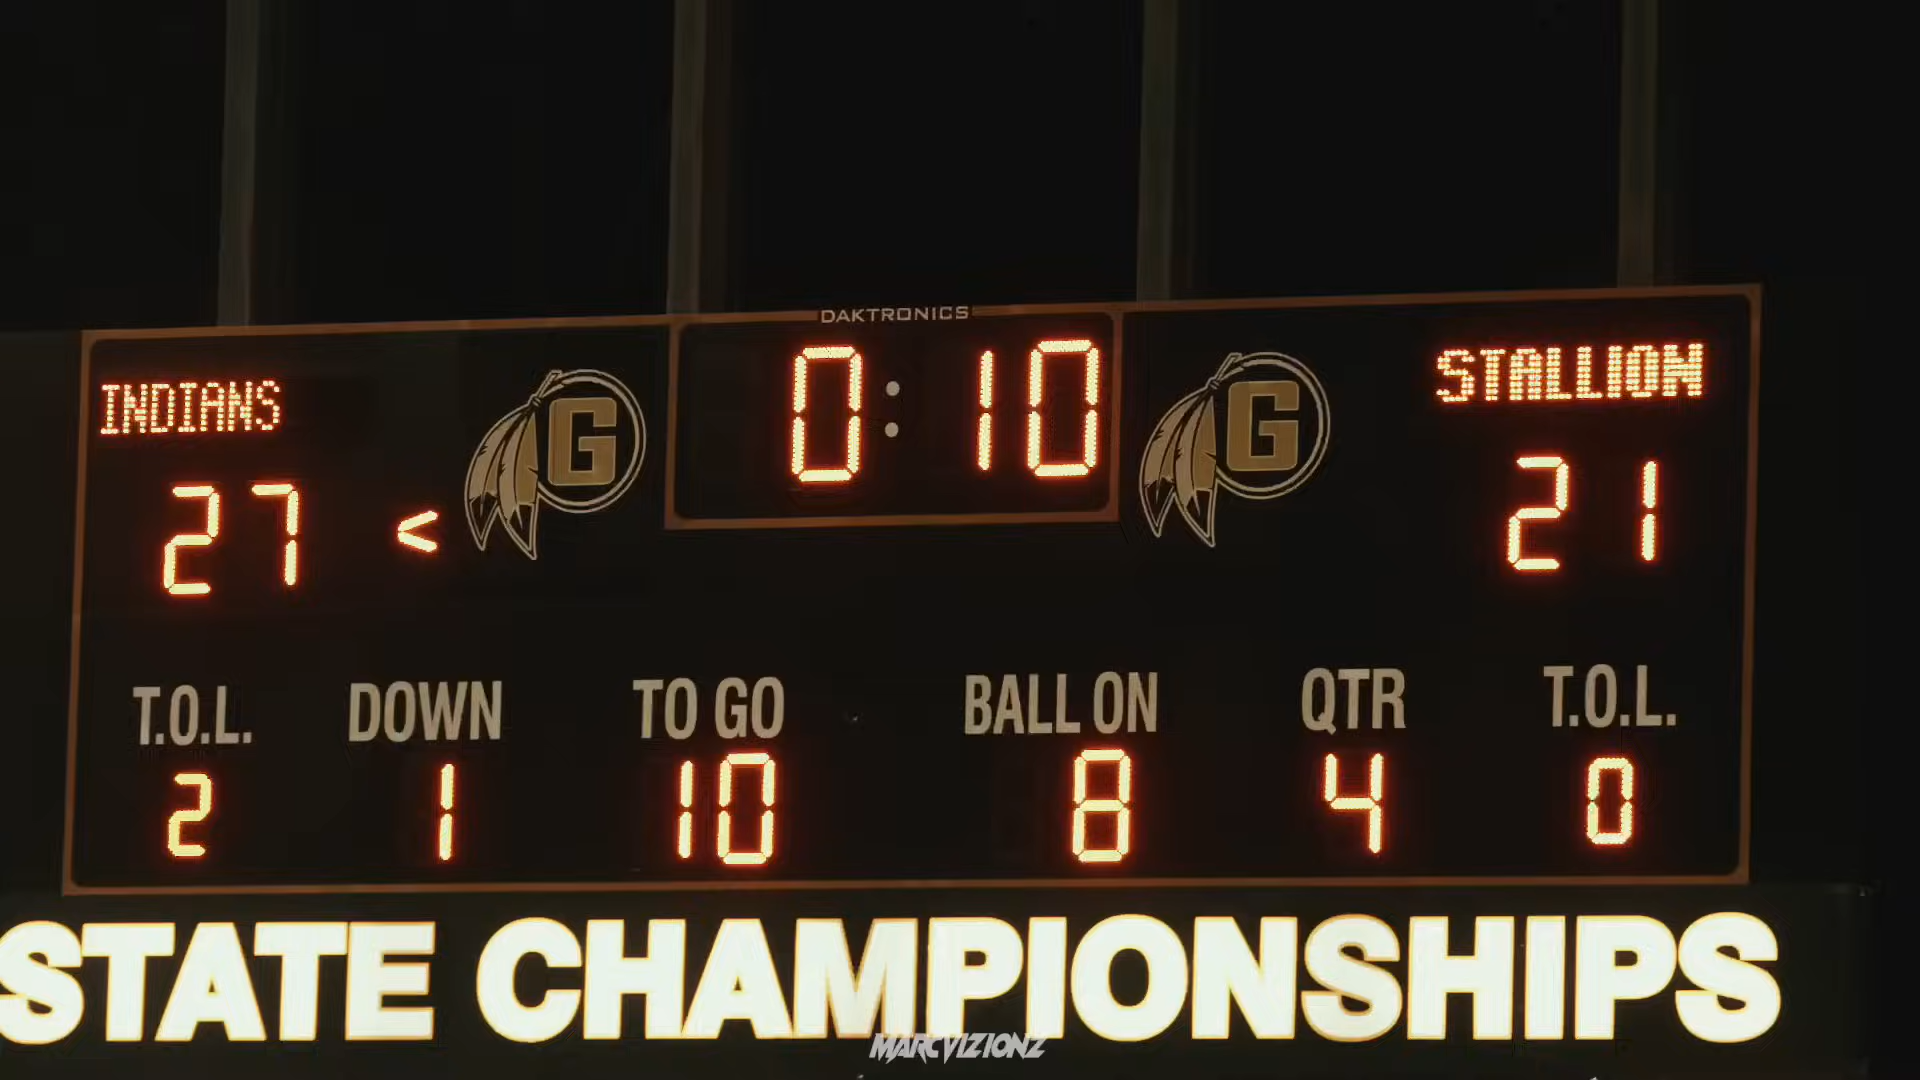 DAKTRONICS
INDIANS 0:10 STALLION
27 < G G 21
T.O.L. DOWN TO GO BALL ON QTR T.O.L.
2 1 10 8 4 0
STATE CHAMPIONSHIPS
MARCVIZIONZ